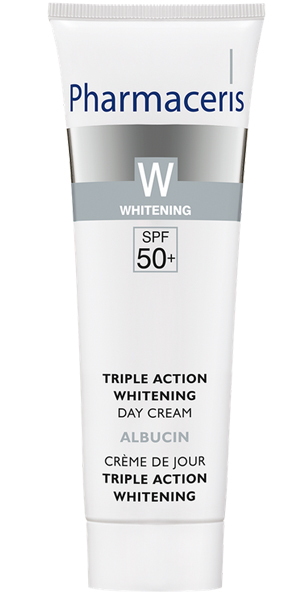 Pharmaceris
W
WHITENING
SPF
50+
TRIPLE ACTION
WHITENING
DAY CREAM
ALBUCIN
CRÈME DE JOUR
TRIPLE ACTION
WHITENING